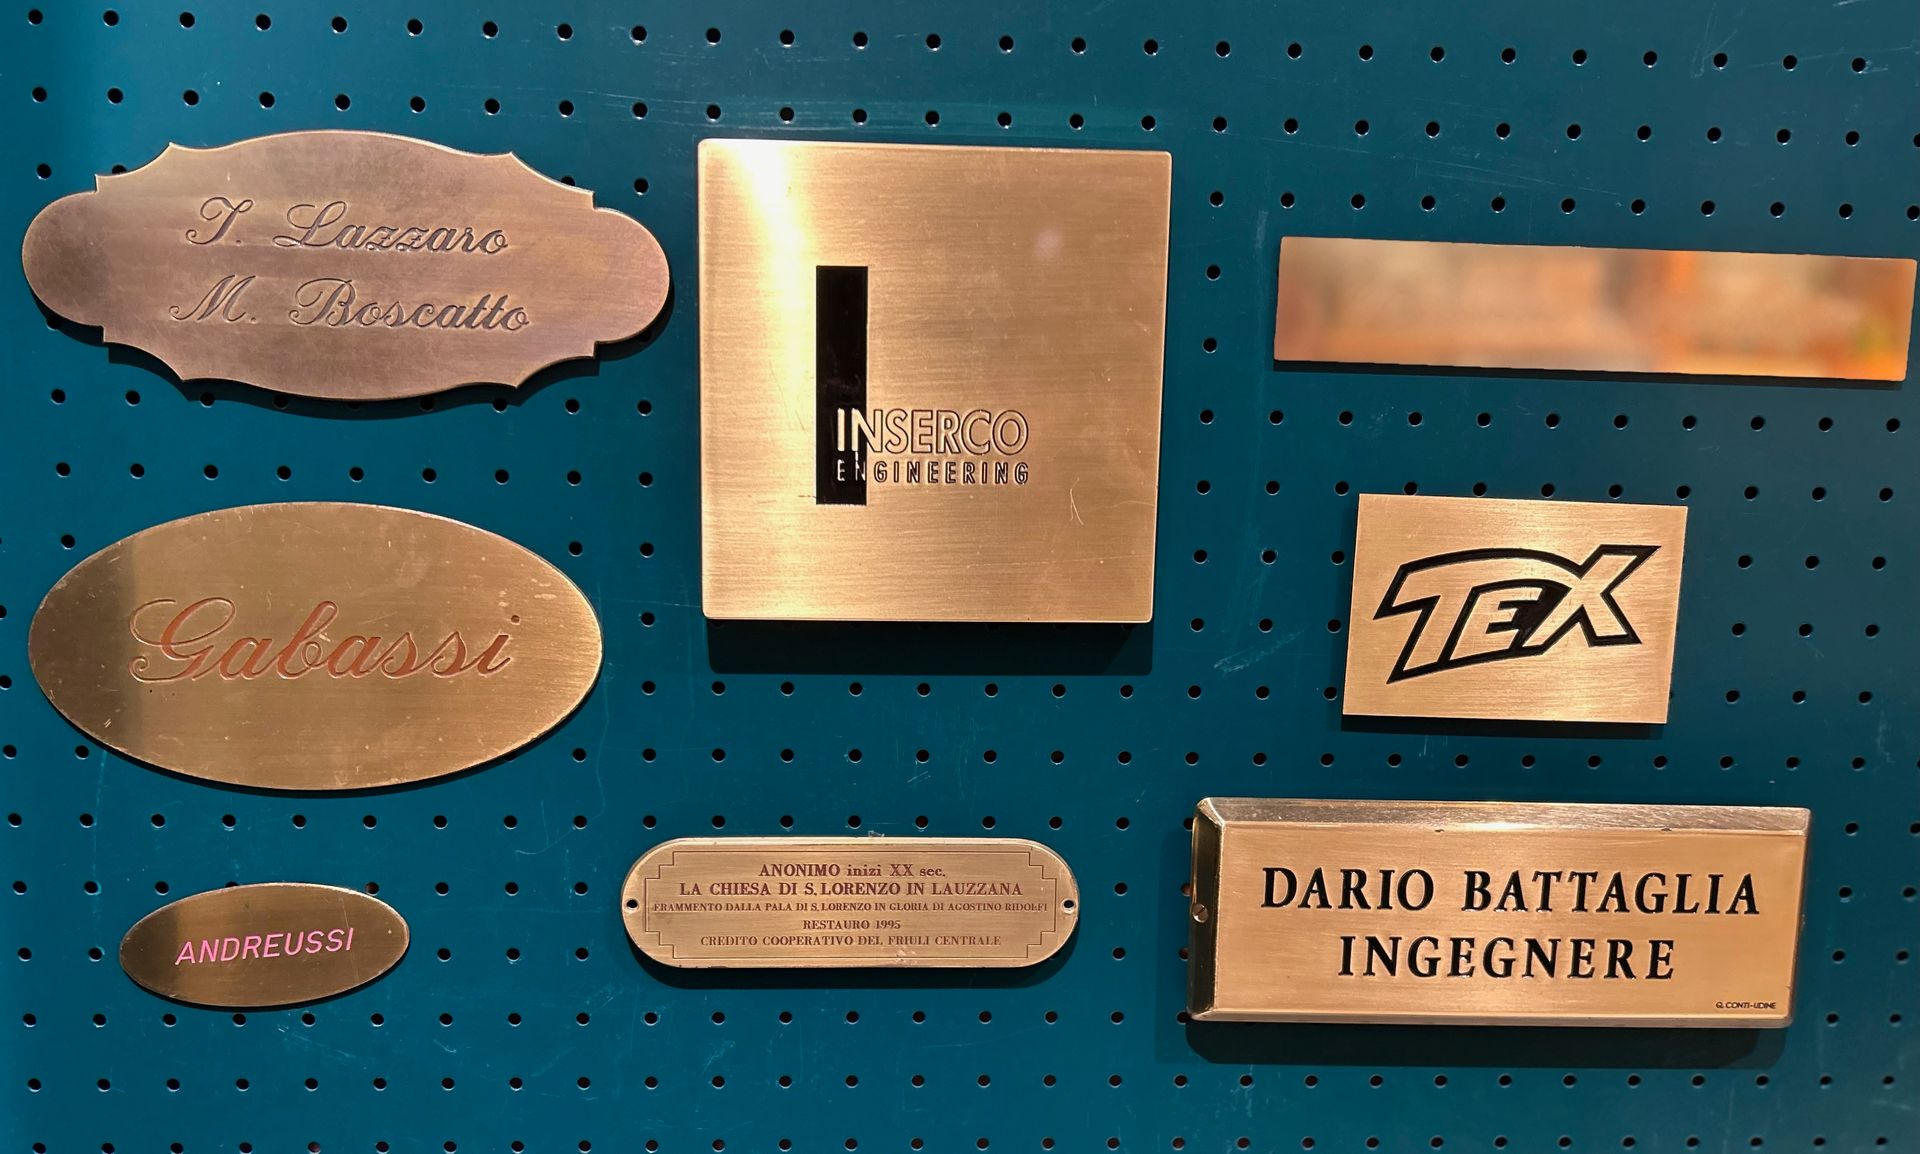 J. Lazzaro
M. Boscatto
INSERCO
ENGINEERING
Gabassi
TEX
ANDREUSSI
ANONIMO inizi XX sec.
LA CHIESA DI S. LORENZO IN LAUZZANA
FRAMMENTO DALLA PALA DI S. LORENZO IN GLORIA DI AGOSTINO RIDOLFI
RESTAURO 1995
CREDITO COOPERATIVO DEL FRIULI CENTRALE
DARIO BATTAGLIA
INGEGNERE
G. CONTI-UDINE